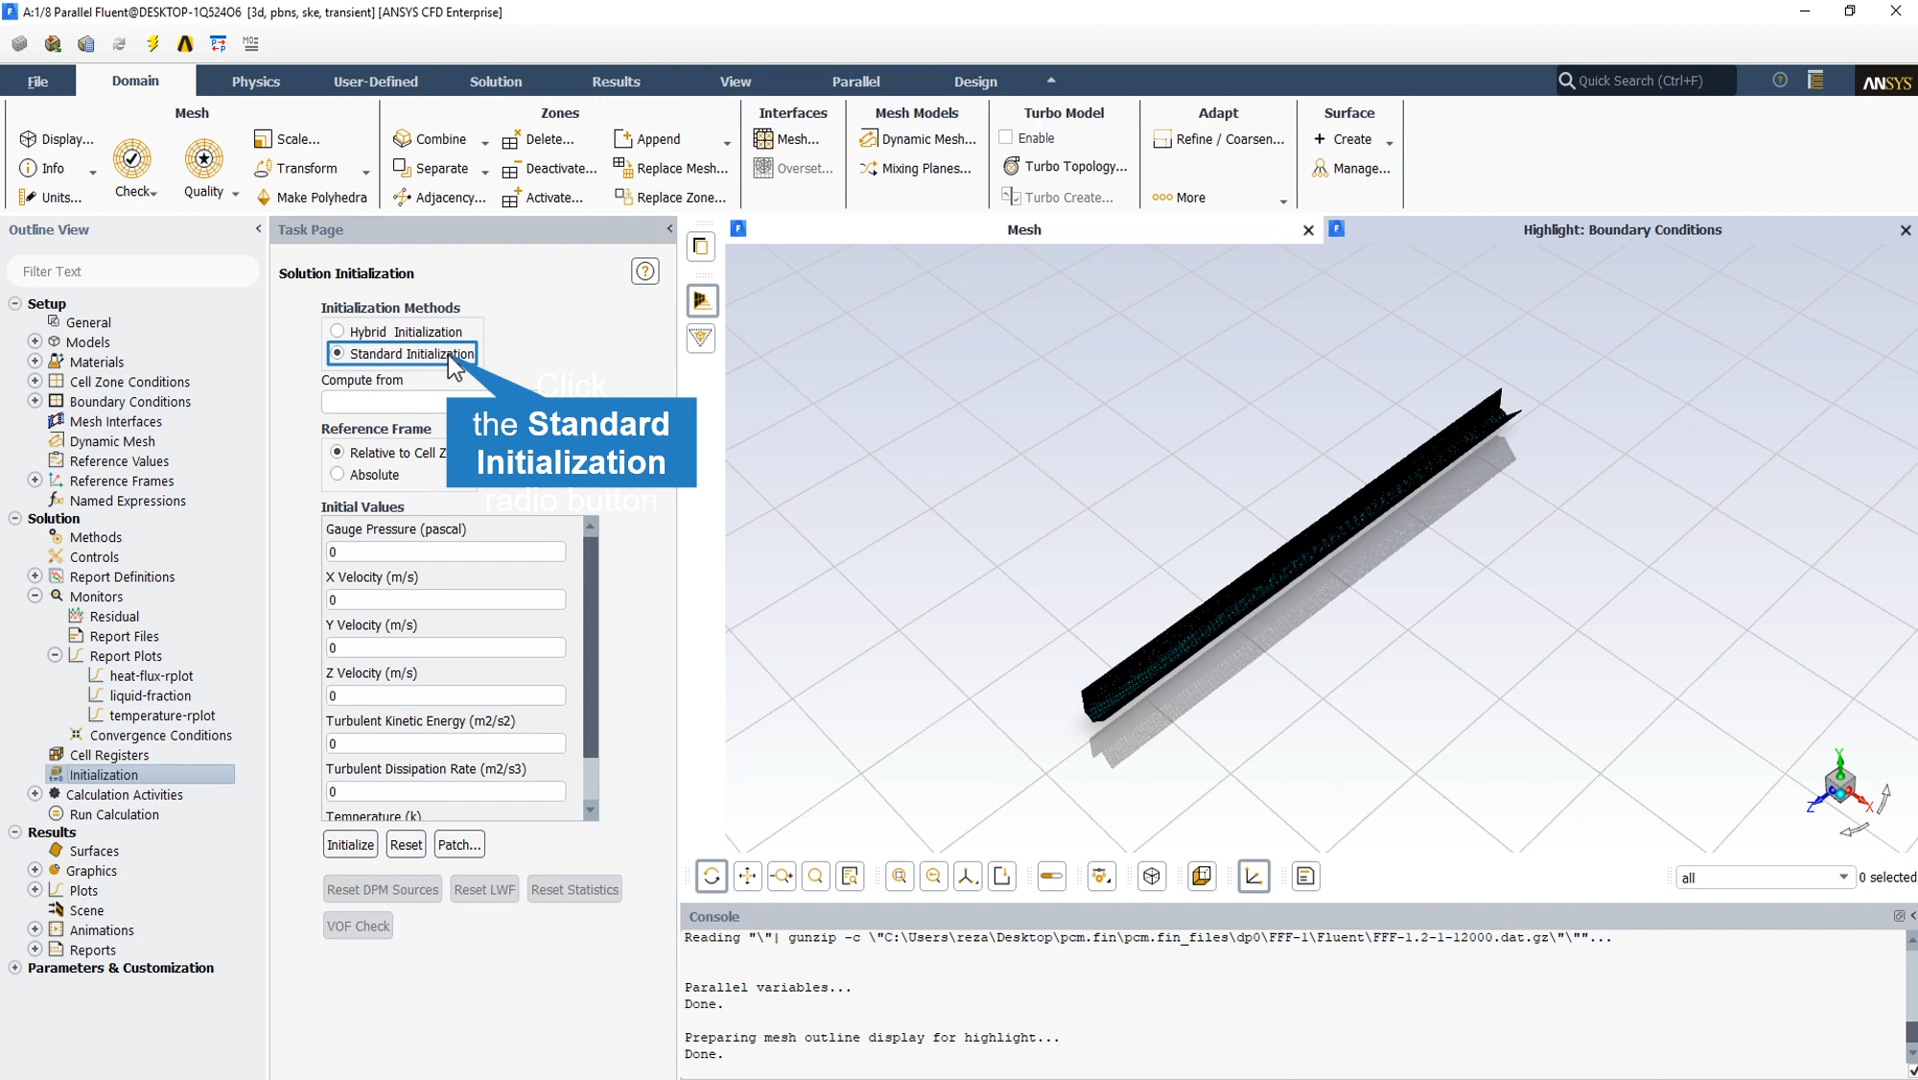 A:1/8 Parallel Fluent@DESKTOP-1Q524O6 [3d, pbns, ske, transient] [ANSYS CFD Enterprise]
File
Domain
Physics
User-Defined
Solution
Results
View
Parallel
Design
Quick Search (Ctrl+F)
ANSYS
Mesh
Zones
Interfaces
Mesh Models
Turbo Model
Adapt
Surface
Display...
Info
Units...
Check
Quality
Scale...
Transform
Make Polyhedra
Combine
Separate
Adjacency...
Delete...
Deactivate...
Activate...
Append
Replace Mesh...
Replace Zone...
Mesh...
Overset...
Dynamic Mesh...
Mixing Planes...
Enable
Turbo Topology...
Turbo Create...
Refine / Coarsen...
More
Create
Manage...
Outline View
Filter Text
Setup
General
Models
Materials
Cell Zone Conditions
Boundary Conditions
Mesh Interfaces
Dynamic Mesh
Reference Values
Reference Frames
Named Expressions
Solution
Methods
Controls
Report Definitions
Monitors
Residual
Report Files
Report Plots
heat-flux-rplot
liquid-fraction
temperature-rplot
Convergence Conditions
Cell Registers
Initialization
Calculation Activities
Run Calculation
Results
Surfaces
Graphics
Plots
Scene
Animations
Reports
Parameters & Customization
Task Page
Solution Initialization
Initialization Methods
Hybrid Initialization
Standard Initialization
Compute from
Reference Frame
Relative to Cell Z
Absolute
Click
the Standard
Initialization
radio button
Initial Values
Gauge Pressure (pascal)
0
X Velocity (m/s)
0
Y Velocity (m/s)
0
Z Velocity (m/s)
0
Turbulent Kinetic Energy (m2/s2)
0
Turbulent Dissipation Rate (m2/s3)
0
Temperature (k)
Initialize
Reset
Patch...
Reset DPM Sources
Reset LWF
Reset Statistics
VOF Check
Mesh
Highlight: Boundary Conditions
Y
Z
X
all
0 selected
Console
Reading "\"| gunzip -c \"C:\Users\reza\Desktop\pcm.fin\pcm.fin_files\dp0\FFF-1\Fluent\FFF-1.2-1-12000.dat.gz\"\""...
Parallel variables...
Done.
Preparing mesh outline display for highlight...
Done.